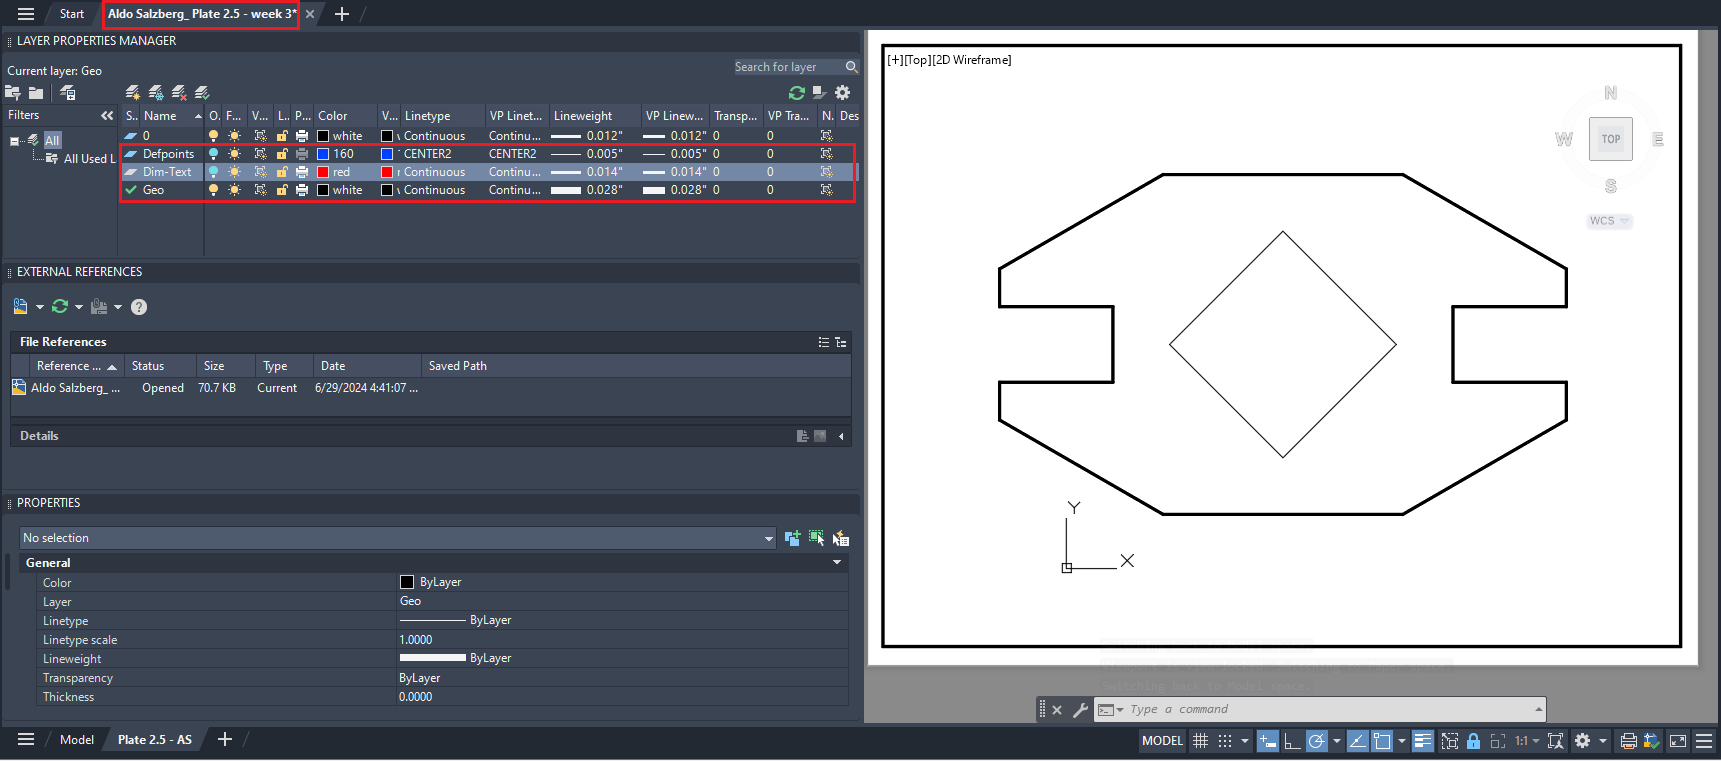 Start
Aldo Salzberg_ Plate 2.5 - week 3*
LAYER PROPERTIES MANAGER
Current layer: Geo
Search for layer
Filters
All
All Used L
S.. Name O. F... V... L.. P.. Color V... Linetype VP Linet... Lineweight VP Linew... Transp... VP Tra... N. Des
0 white Continuous Continu... 0.012" 0.012" 0 0
Defpoints 160 CENTER2 CENTER2 0.005" 0.005" 0 0
Dim-Text red Continuous Continu... 0.014" 0.014" 0 0
Geo white Continuous Continu... 0.028" 0.028" 0 0
EXTERNAL REFERENCES
File References
Reference ... Status Size Type Date Saved Path
Aldo Salzberg_ ... Opened 70.7 KB Current 6/29/2024 4:41:07 ...
Details
PROPERTIES
No selection
General
Color ByLayer
Layer Geo
Linetype ByLayer
Linetype scale 1.0000
Lineweight ByLayer
Transparency ByLayer
Thickness 0.0000
[+][Top][2D Wireframe]
N
W TOP E
S
WCS
Y
X
Switching back to Model space.
Type a command
Model
Plate 2.5 - AS
MODEL
1:1